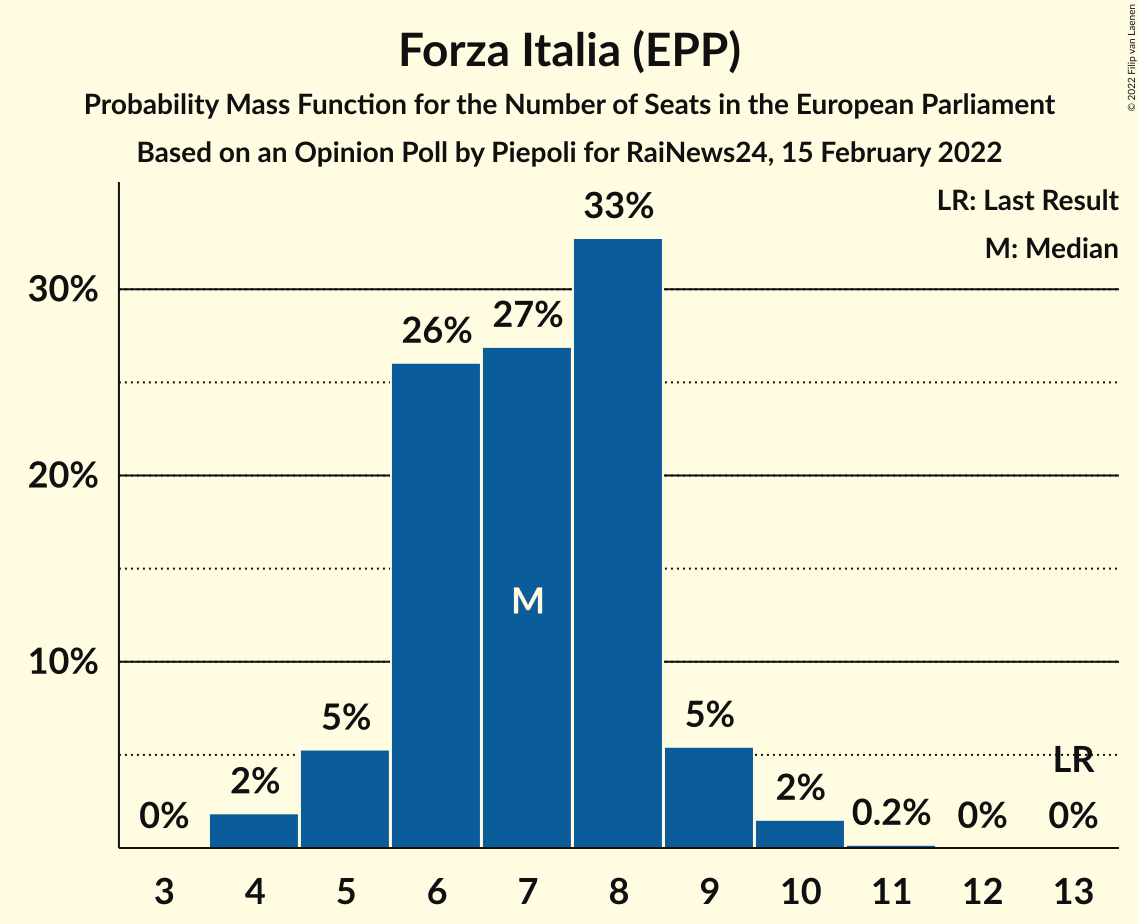 Forza Italia (EPP)
Probability Mass Function for the Number of Seats in the European Parliament
Based on an Opinion Poll by Piepoli for RaiNews24, 15 February 2022
© 2022 Filip van Laenen
LR: Last Result
M: Median
33%
30%
27%
26%
20%
M
10%
5%
5%
LR
2%
2%
0%
0.2%
0%
0%
3 4 5 6 7 8 9 10 11 12 13